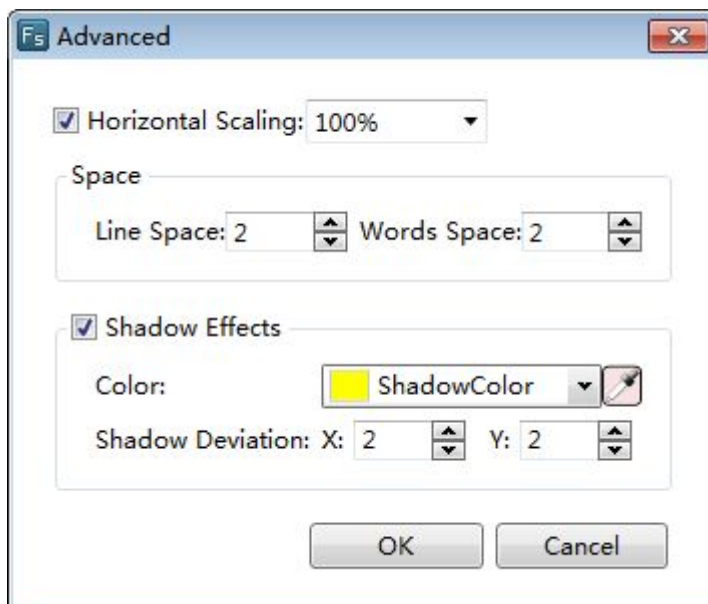 Fs Advanced
Horizontal Scaling: 100%
Space
Line Space: 2 Words Space: 2
Shadow Effects
Color: ShadowColor
Shadow Deviation: X: 2 Y: 2
OK Cancel